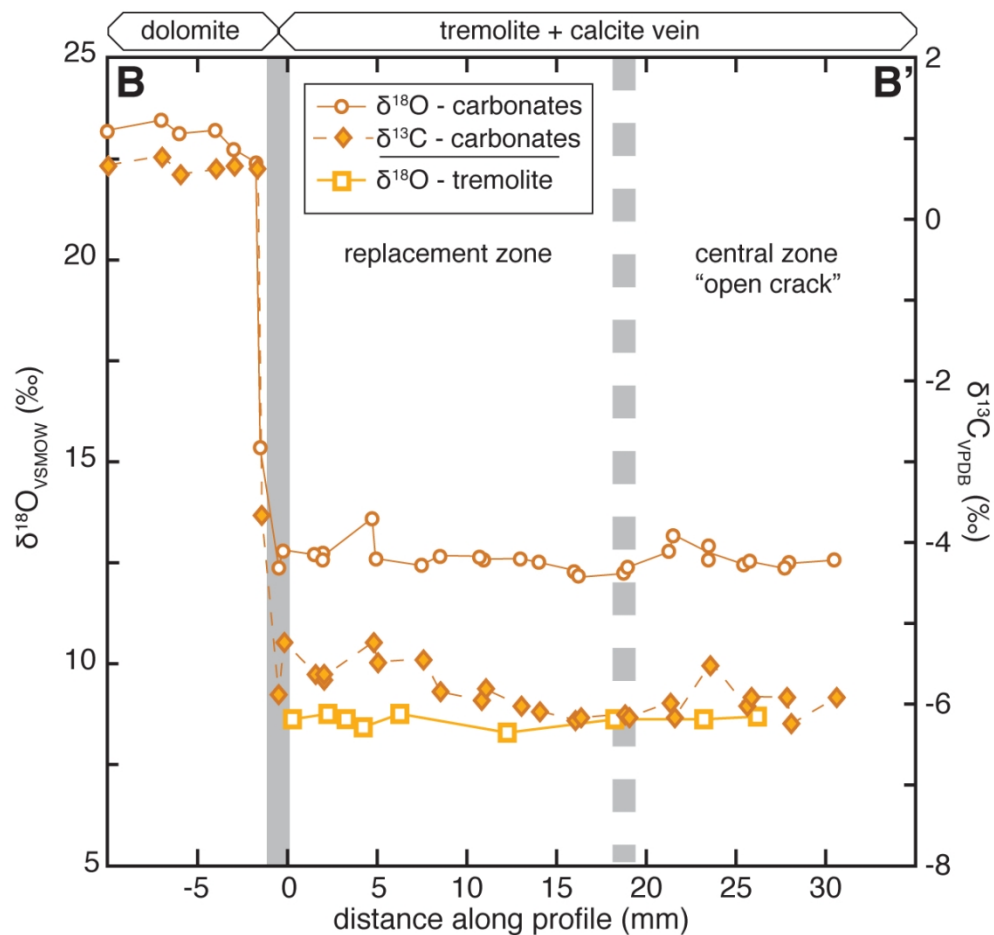 dolomite
tremolite + calcite vein
B
B'
δ¹⁸O - carbonates
δ¹³C - carbonates
δ¹⁸O - tremolite
replacement zone
central zone
"open crack"
25
20
15
10
5
δ¹⁸O_VSMOW (‰)
2
0
-2
-4
-6
-8
δ¹³C_VPDB (‰)
-5
0
5
10
15
20
25
30
distance along profile (mm)